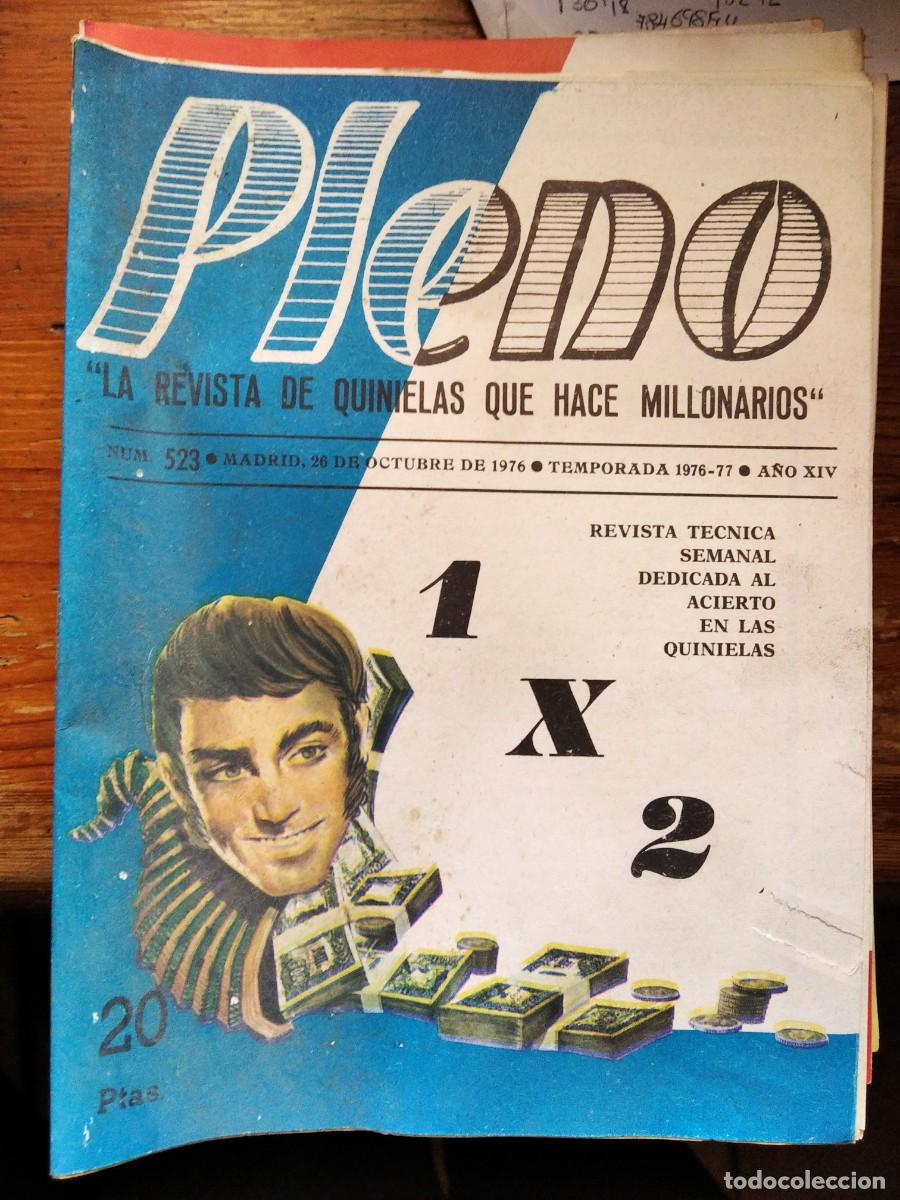 Pleno
"LA REVISTA DE QUINIELAS QUE HACE MILLONARIOS"
NUM. 523 ● MADRID, 26 DE OCTUBRE DE 1976 ● TEMPORADA 1976-77 ● AÑO XIV
REVISTA TECNICA
SEMANAL
DEDICADA AL
ACIERTO
EN LAS
QUINIELAS
1
X
2
20
Ptas.
todocoleccion